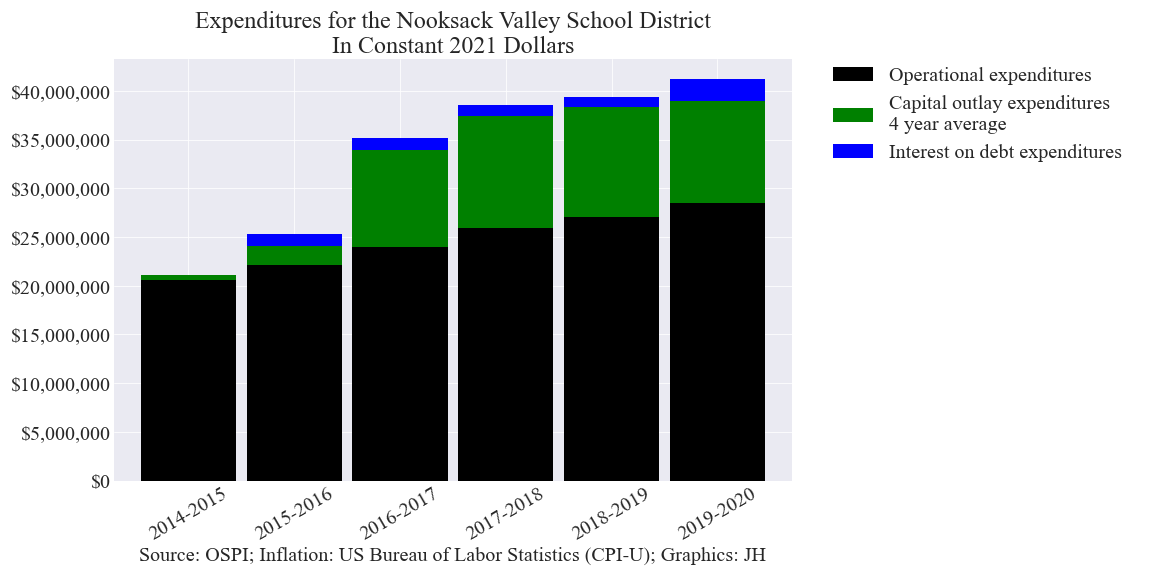 Expenditures for the Nooksack Valley School District
In Constant 2021 Dollars
$40,000,000
$35,000,000
$30,000,000
$25,000,000
$20,000,000
$15,000,000
$10,000,000
$5,000,000
$0
2014-2015
2015-2016
2016-2017
2017-2018
2018-2019
2019-2020
Source: OSPI; Inflation: US Bureau of Labor Statistics (CPI-U); Graphics: JH
Operational expenditures
Capital outlay expenditures
4 year average
Interest on debt expenditures